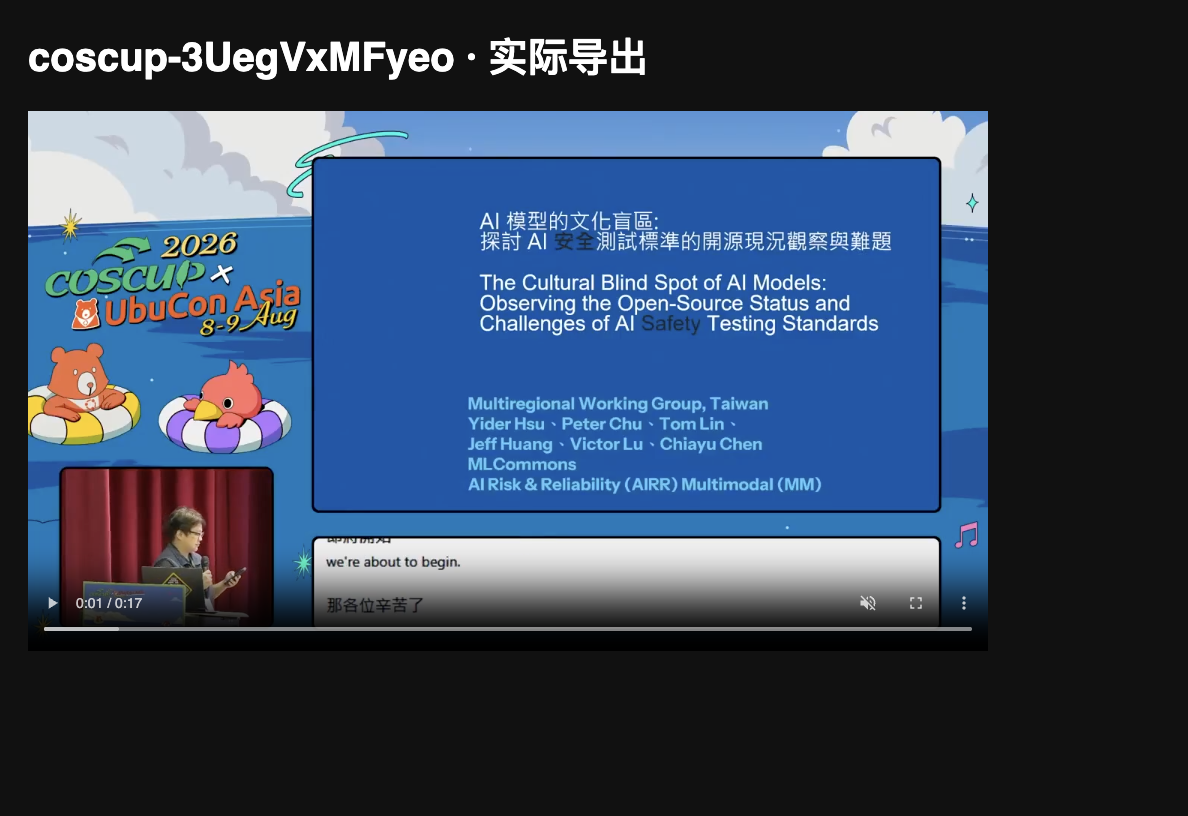 coscup-3UegVxMFyeo · 实际导出
2026
COSCUP x
UbuCon Asia
8-9 Aug
AI 模型的文化盲區:
探討 AI 安全測試標準的開源現況觀察與難題
The Cultural Blind Spot of AI Models:
Observing the Open-Source Status and
Challenges of AI Safety Testing Standards
Multiregional Working Group, Taiwan
Yider Hsu、Peter Chu、Tom Lin、
Jeff Huang、Victor Lu、Chiayu Chen
MLCommons
AI Risk & Reliability (AIRR) Multimodal (MM)
we're about to begin.
那各位辛苦了
0:01 / 0:17